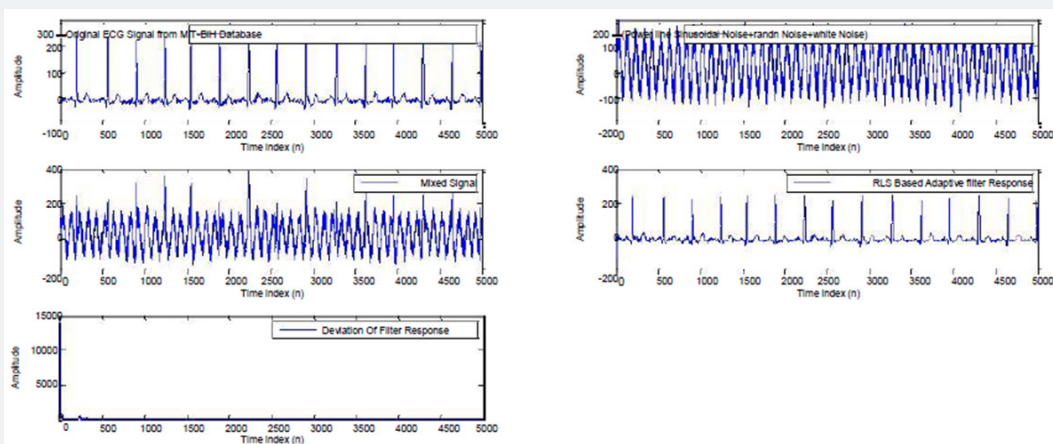 Original ECG Signal from MIT-BIH Database
300
200
100
0
-100
Amplitude
0 500 1000 1500 2000 2500 3000 3500 4000 4500 5000
Time Index (n)
(Power line Sinusoidal Noise+randn Noise+white Noise)
200
100
0
-100
-200
Amplitude
0 500 1000 1500 2000 2500 3000 3500 4000 4500 5000
Time Index (n)
Mixed Signal
400
200
0
-200
Amplitude
0 500 1000 1500 2000 2500 3000 3500 4000 4500 5000
Time Index (n)
RLS Based Adaptive filter Response
400
200
0
-200
Amplitude
0 500 1000 1500 2000 2500 3000 3500 4000 4500 5000
Time Index (n)
Deviation Of Filter Response
15000
10000
5000
Amplitude
0 500 1000 1500 2000 2500 3000 3500 4000 4500 5000
Time Index (n)